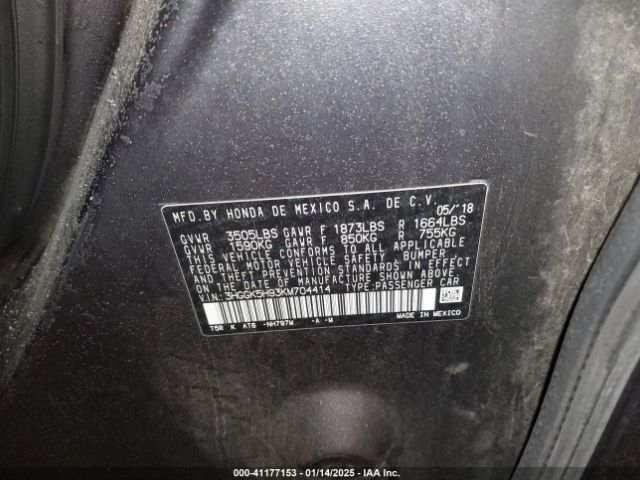 MFD.BY HONDA DE MEXICO S.A. DE C.V. 05/'18
GVWR 3505LBS GAWR F 1873LBS R 1664LBS
GVWR 1590KG GAWR F 850KG R 755KG
THIS VEHICLE CONFORMS TO ALL APPLICABLE
FEDERAL MOTOR VEHICLE SAFETY, BUMPER
AND THEFT PREVENTION STANDARDS IN EFFECT
ON THE DATE OF MANUFACTURE SHOWN ABOVE.
VIN: 3HGGK5H93KM704414 TYPE:PASSENGER CAR
T5R K AT6 -NH797M -A -M MADE IN MEXICO
000-41177153 - 01/14/2025 - IAA Inc.